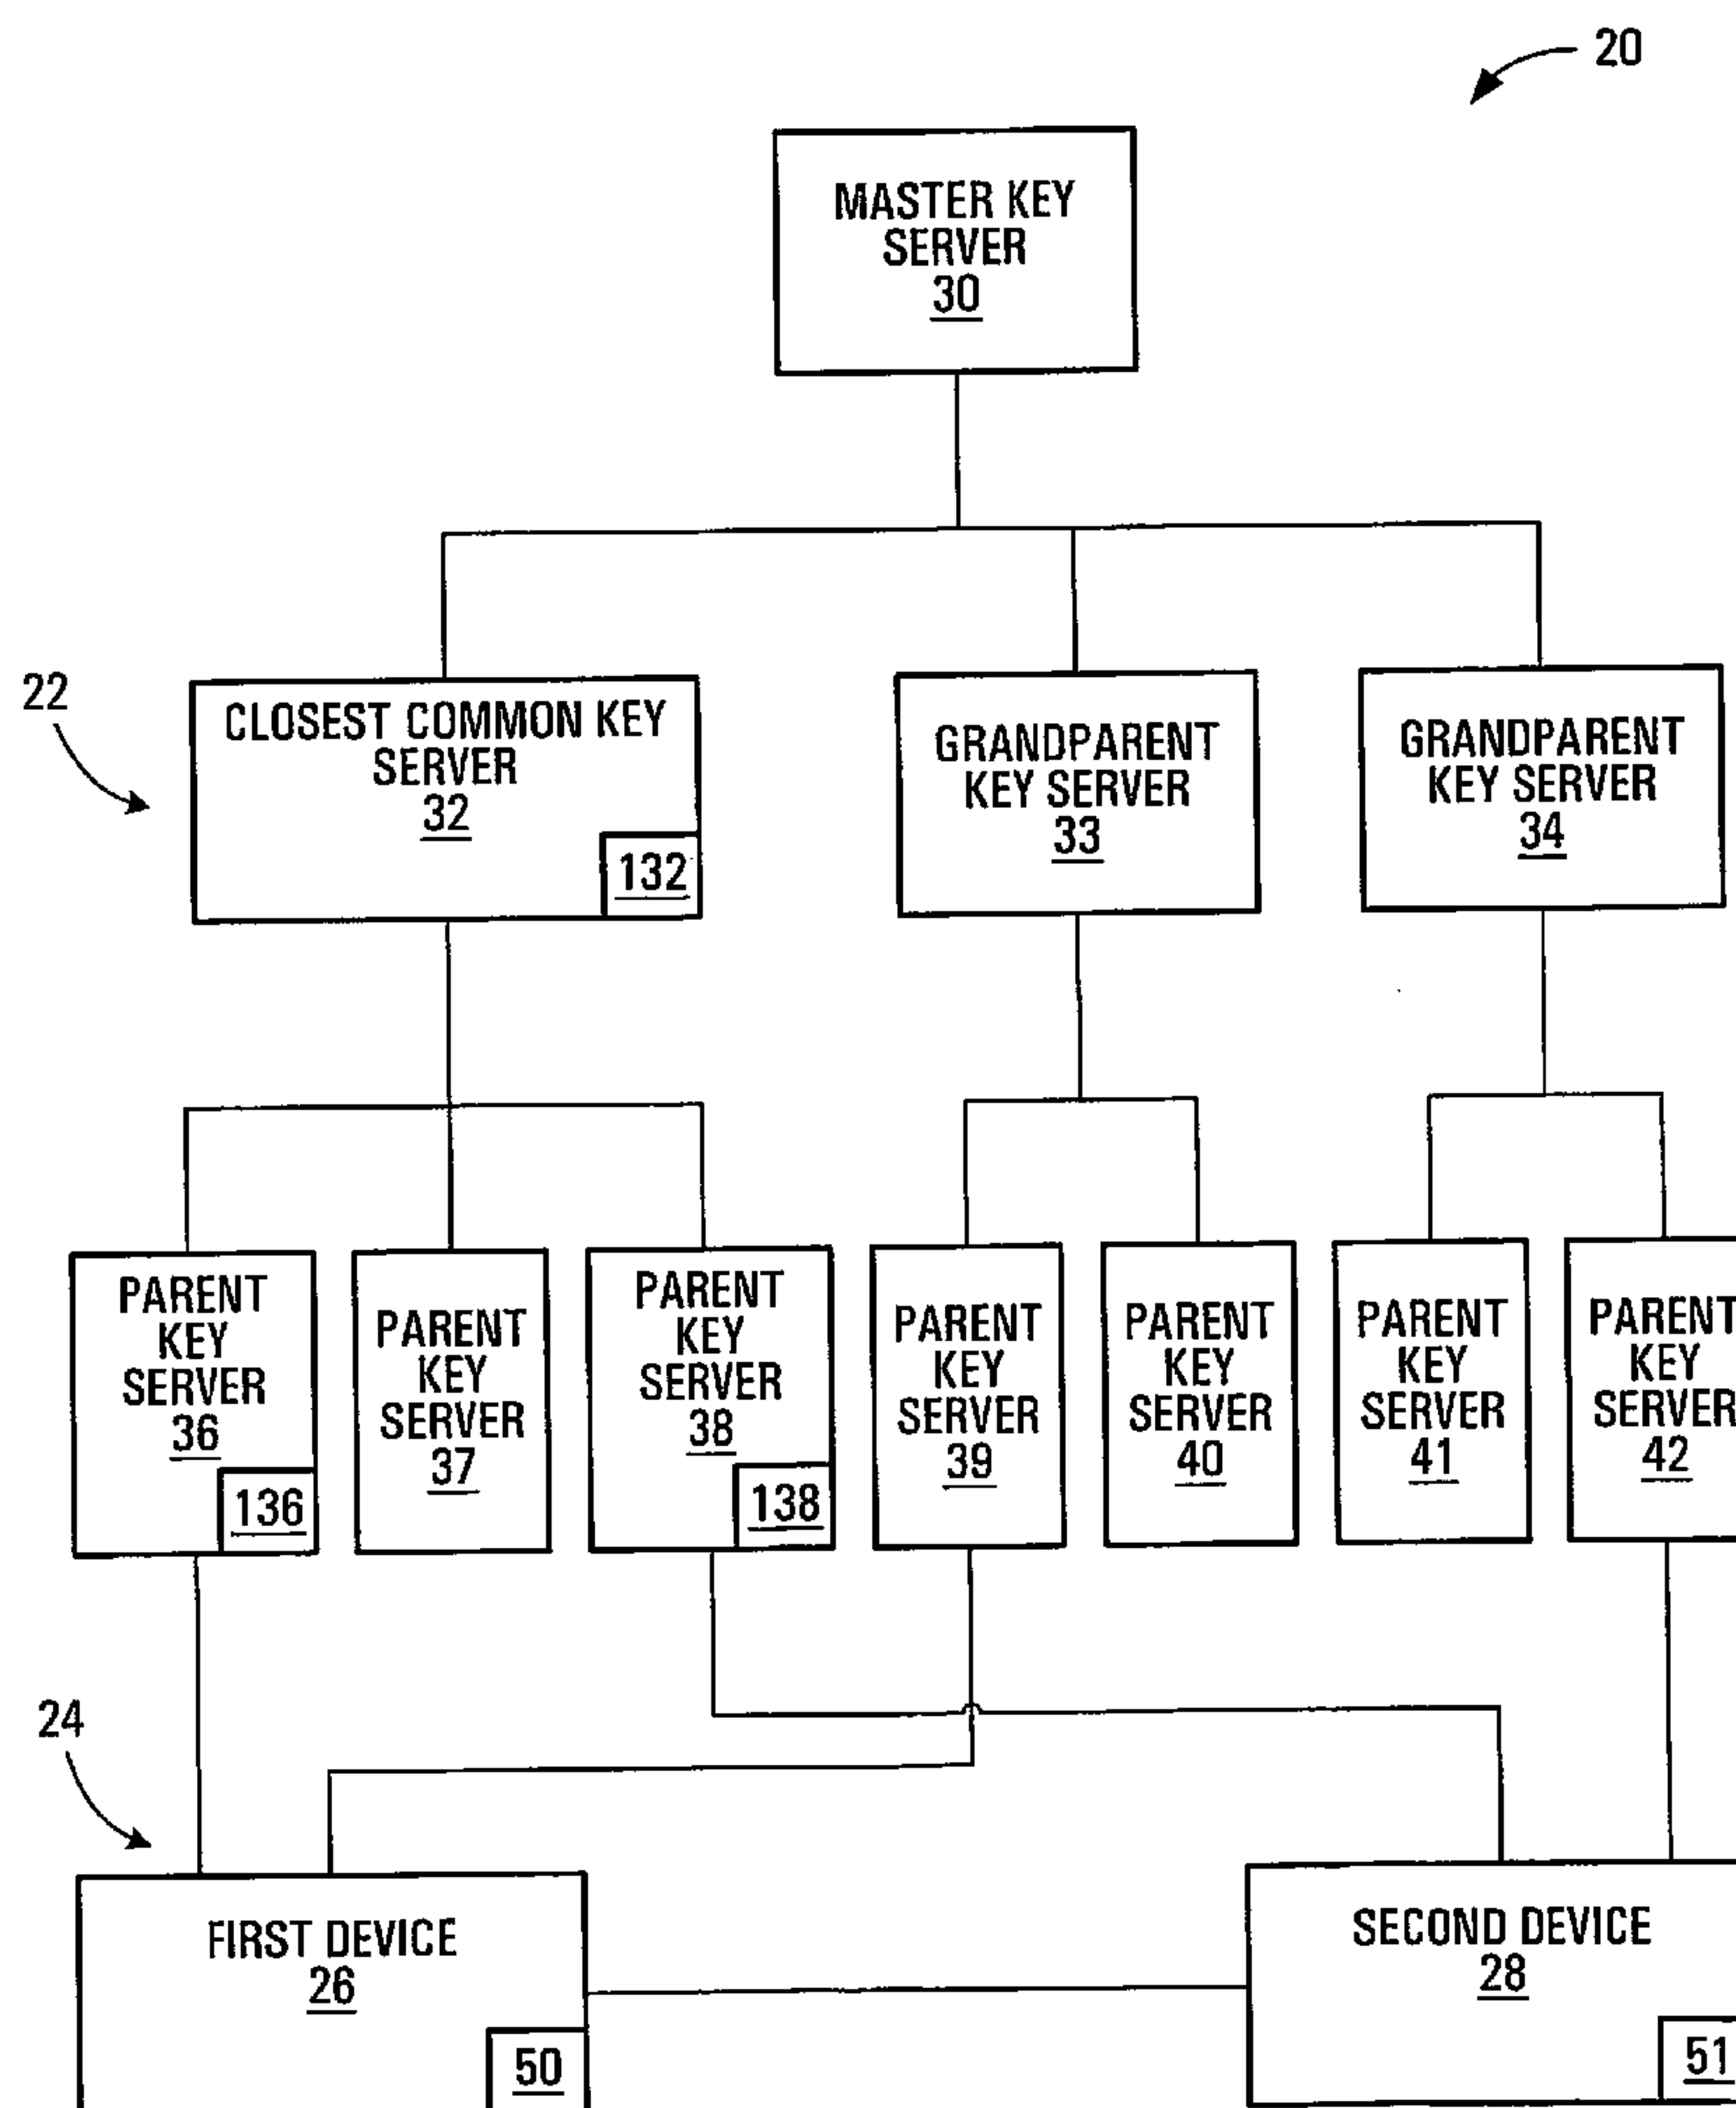 20
MASTER KEY
SERVER
30
22
CLOSEST COMMON KEY
SERVER
32
132
GRANDPARENT
KEY SERVER
33
GRANDPARENT
KEY SERVER
34
PARENT
KEY
SERVER
36
136
PARENT
KEY
SERVER
37
PARENT
KEY
SERVER
38
138
PARENT
KEY
SERVER
39
PARENT
KEY
SERVER
40
PARENT
KEY
SERVER
41
PARENT
KEY
SERVER
42
24
FIRST DEVICE
26
50
SECOND DEVICE
28
51